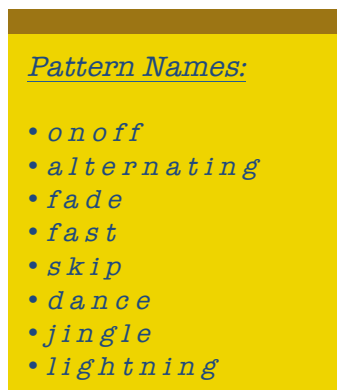 Pattern Names:
• onoff
• alternating
• fade
• fast
• skip
• dance
• jingle
• lightning